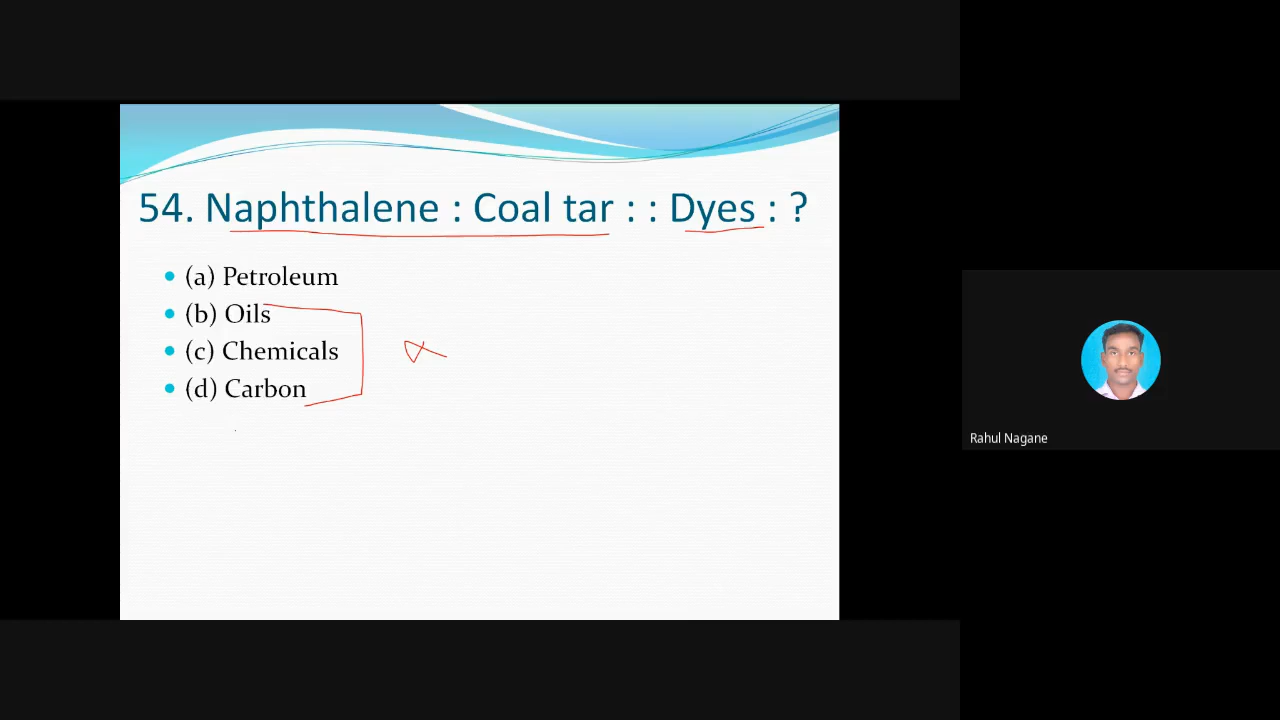 54. Naphthalene : Coal tar : : Dyes : ?
(a) Petroleum
(b) Oils
(c) Chemicals
(d) Carbon
Rahul Nagane